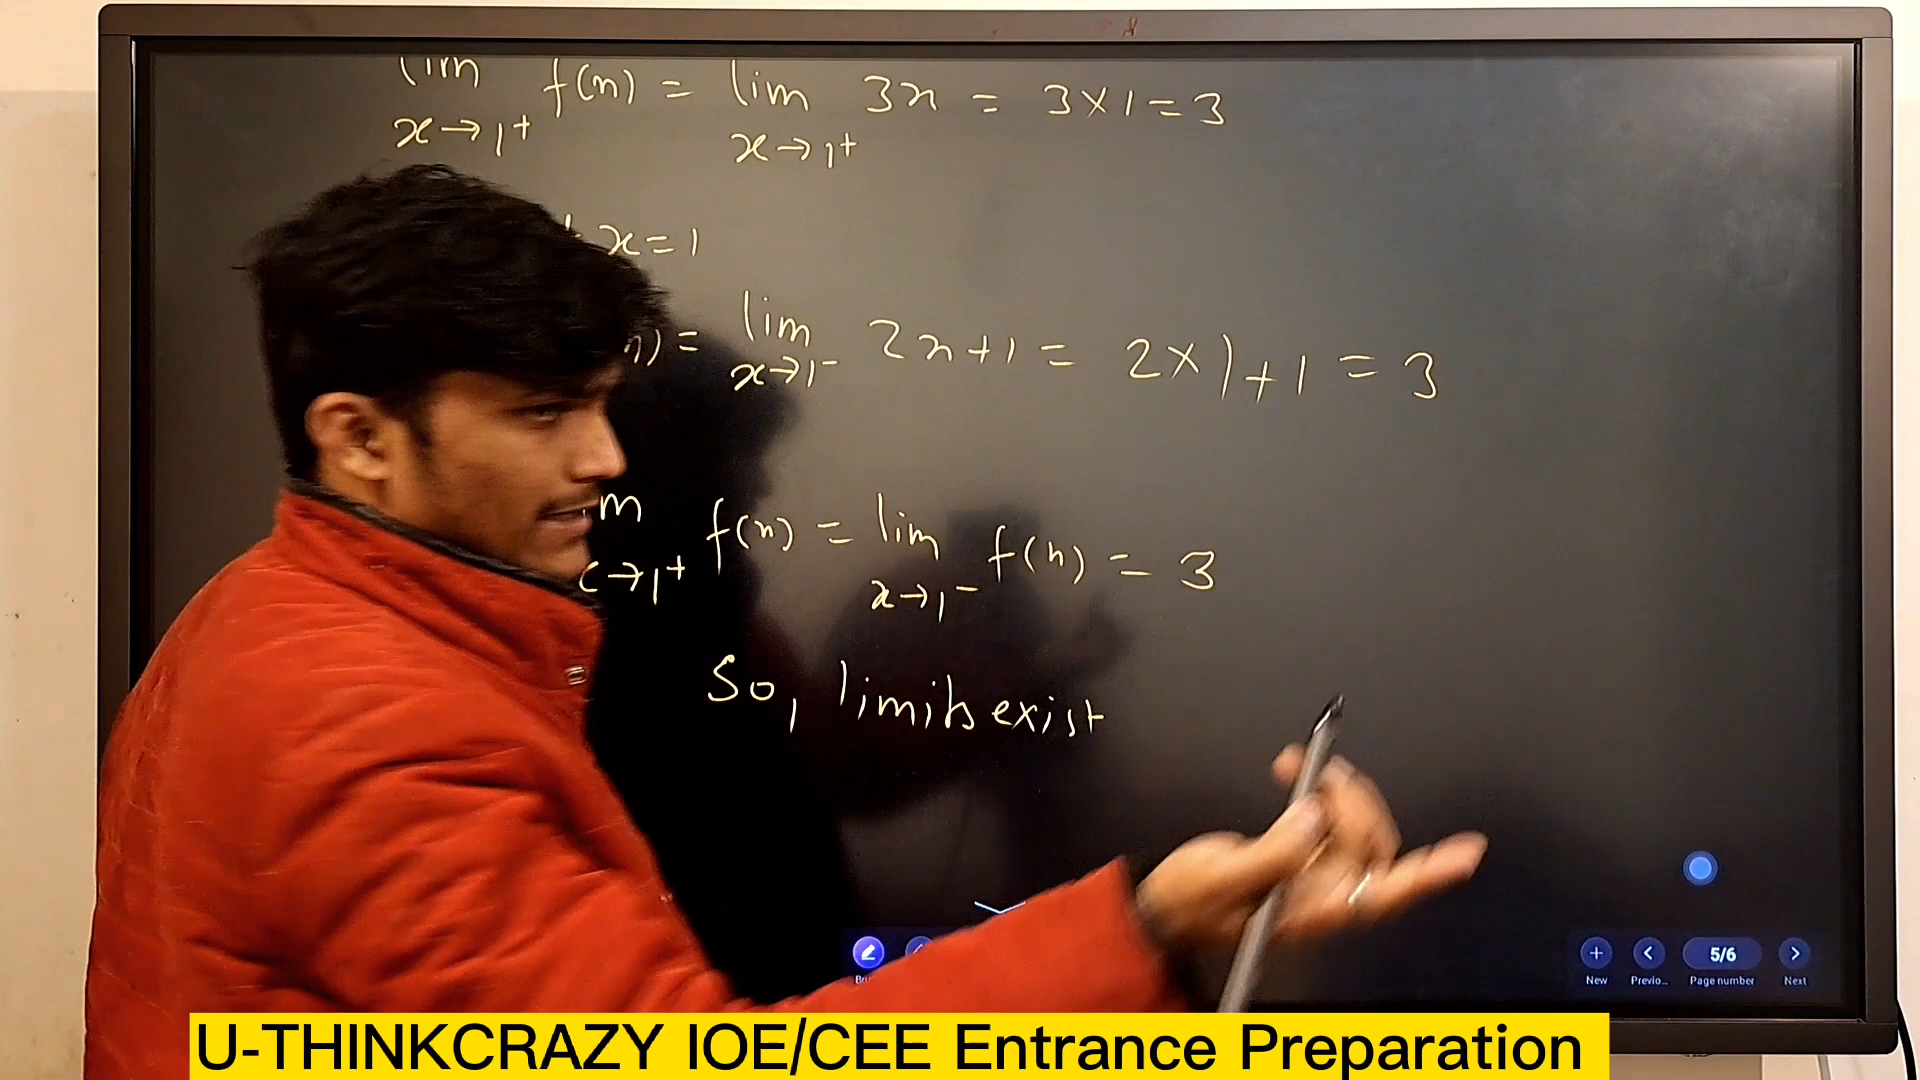 lim f(x) = lim 3x = 3×1=3
x→1⁺ x→1⁺
x=1
= lim 2x+1 = 2×1+1 = 3
x→1⁻
f(x) = lim f(x) = 3
→1⁺ x→1⁻
So, limits exist
+ < 5/6 >
New Previo... Page number Next
U-THINKCRAZY IOE/CEE Entrance Preparation